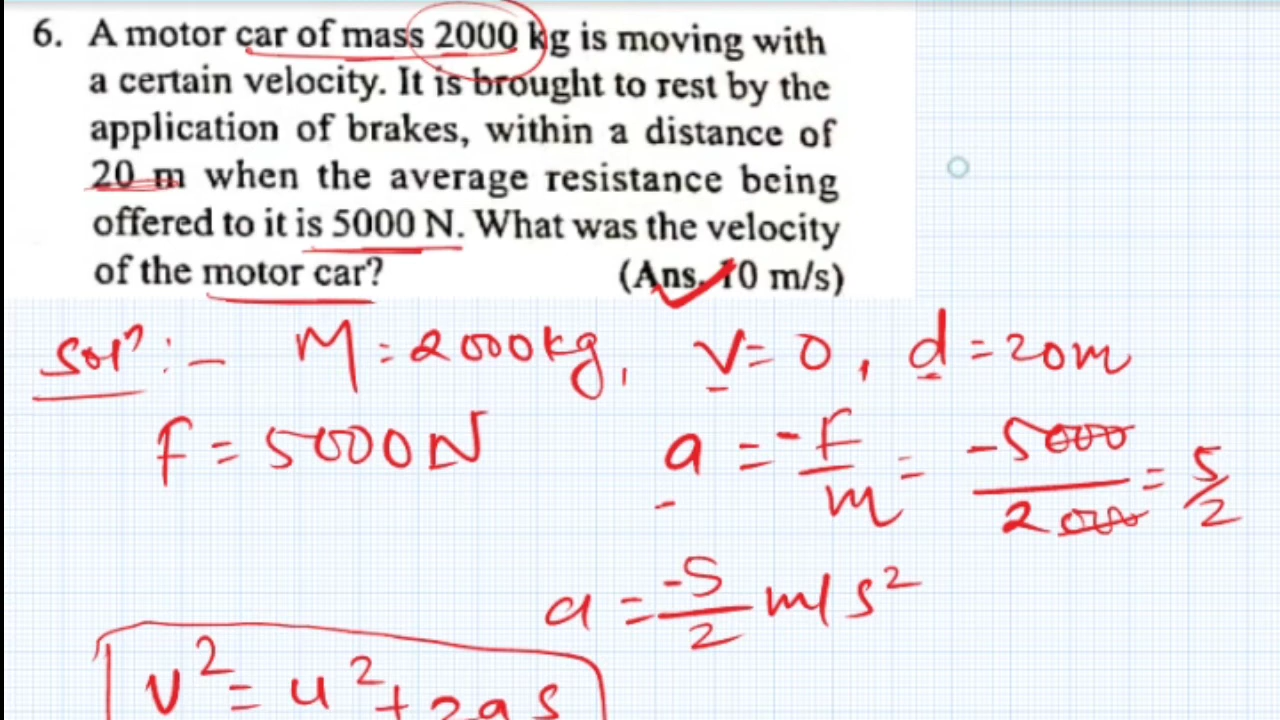 6. A motor car of mass 2000 kg is moving with
a certain velocity. It is brought to rest by the
application of brakes, within a distance of
20 m when the average resistance being
offered to it is 5000 N. What was the velocity
of the motor car? (Ans. 10 m/s)
Solⁿ :- M = 2000kg, v = 0, d = 20m
F = 5000N a = -F/m = -5000/2000 = 5/2
a = -5/2 m/s²
v² = u² + 2as